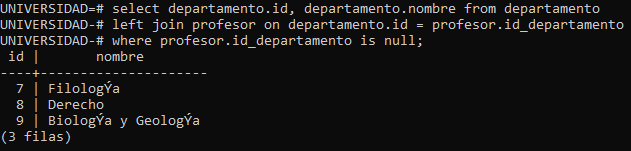 UNIVERSIDAD=# select departamento.id, departamento.nombre from departamento
UNIVERSIDAD-# left join profesor on departamento.id = profesor.id_departamento
UNIVERSIDAD-# where profesor.id_departamento is null;
 id |       nombre
----+---------------------
  7 | FilologÝa
  8 | Derecho
  9 | BiologÝa y GeologÝa
(3 filas)